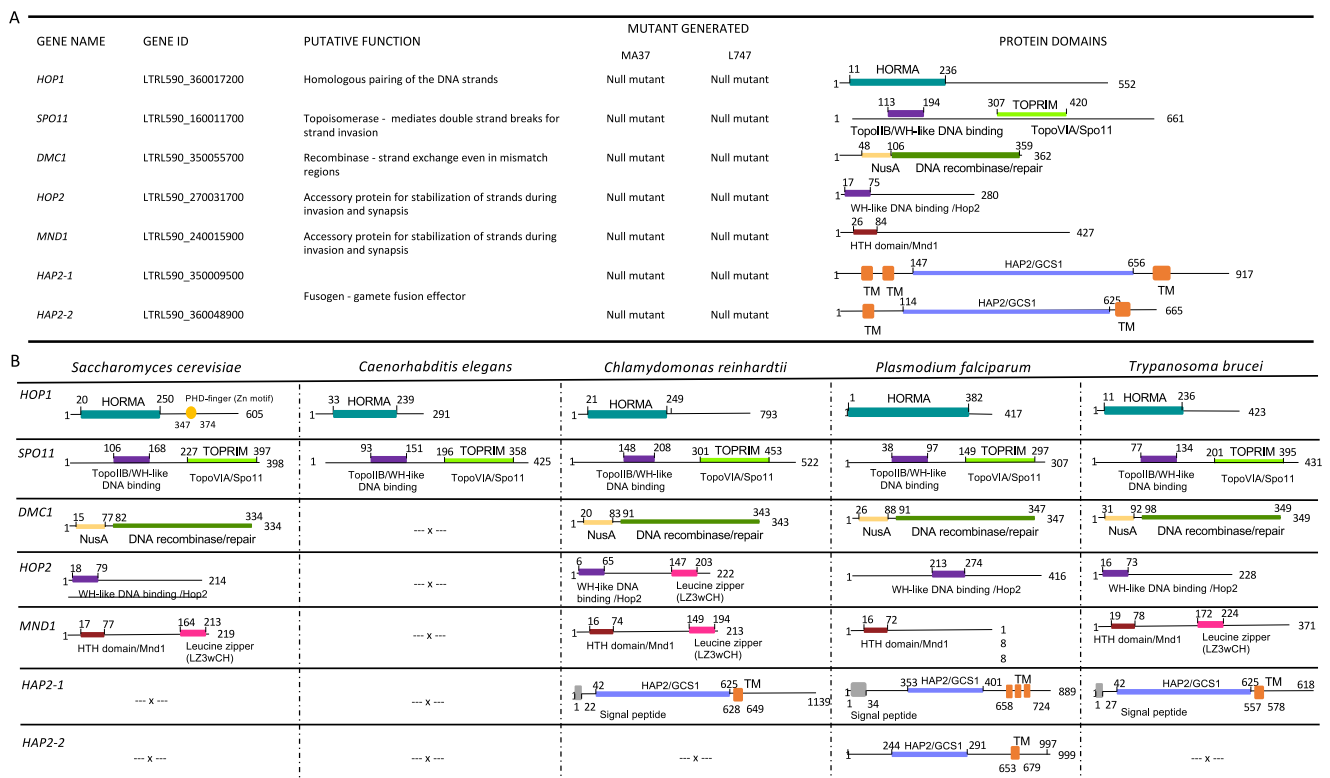 A
MUTANT GENERATED
GENE NAME GENE ID PUTATIVE FUNCTION PROTEIN DOMAINS
MA37 L747
HOP1 LTRL590_360017200 Homologous pairing of the DNA strands Null mutant Null mutant 1 11 HORMA 236 552
SPO11 LTRL590_160011700 Topoisomerase - mediates double strand breaks for Null mutant Null mutant 1 113 194 307 TOPRIM 420 661
strand invasion TopoIIB/WH-like DNA binding TopoVIA/Spo11
DMC1 LTRL590_350055700 Recombinase - strand exchange even in mismatch Null mutant Null mutant 1 48 106 359 362
regions NusA DNA recombinase/repair
HOP2 LTRL590_270031700 Accessory protein for stabilization of strands during Null mutant Null mutant 1 17 75 280
invasion and synapsis WH-like DNA binding /Hop2
MND1 LTRL590_240015900 Accessory protein for stabilization of strands during Null mutant Null mutant 1 26 84 427
invasion and synapsis HTH domain/Mnd1
HAP2-1 LTRL590_350009500 Null mutant Null mutant 1 147 HAP2/GCS1 656 917
TM TM TM
Fusogen - gamete fusion effector
HAP2-2 LTRL590_360048900 Null mutant Null mutant 1 114 HAP2/GCS1 625 665
TM TM
B
Saccharomyces cerevisiae Caenorhabditis elegans Chlamydomonas reinhardtii Plasmodium falciparum Trypanosoma brucei
HOP1
1 20 HORMA 250 PHD-finger (Zn motif) 347 374 605
1 33 HORMA 239 291
1 21 HORMA 249 793
1 1 HORMA 382 417
1 11 HORMA 236 423
SPO11
1 106 168 227 TOPRIM 397 398
TopoIIB/WH-like TopoVIA/Spo11
DNA binding
1 93 151 196 TOPRIM 358 425
TopoIIB/WH-like TopoVIA/Spo11
DNA binding
1 148 208 301 TOPRIM 453 522
TopoIIB/WH-like TopoVIA/Spo11
DNA binding
1 38 97 149 TOPRIM 297 307
TopoIIB/WH-like TopoVIA/Spo11
DNA binding
1 77 134 201 TOPRIM 395 431
TopoIIB/WH-like TopoVIA/Spo11
DNA binding
DMC1
1 15 77 82 334 334
NusA DNA recombinase/repair
--- x ---
1 20 83 91 343 343
NusA DNA recombinase/repair
1 26 88 91 347 347
NusA DNA recombinase/repair
1 31 92 98 349 349
NusA DNA recombinase/repair
HOP2
1 18 79 214
WH-like DNA binding /Hop2
--- x ---
1 6 65 147 203 222
WH-like DNA Leucine zipper
binding /Hop2 (LZ3wCH)
1 213 274 416
WH-like DNA binding /Hop2
1 16 73 228
WH-like DNA binding /Hop2
MND1
1 17 77 164 213 219
HTH domain/Mnd1 Leucine zipper
(LZ3wCH)
--- x ---
1 16 74 149 194 213
HTH domain/Mnd1 Leucine zipper
(LZ3wCH)
1 16 72 1
8
8
HTH domain/Mnd1
1 19 78 172 224 371
HTH domain/Mnd1 Leucine zipper
(LZ3wCH)
HAP2-1
--- x ---
--- x ---
42 HAP2/GCS1 625 TM
1 22 628 649 1139
Signal peptide
353 HAP2/GCS1 401 TM 889
1 34 658 724
Signal peptide
42 HAP2/GCS1 625 TM 618
1 27 557 578
Signal peptide
HAP2-2
--- x ---
--- x ---
--- x ---
1 244 HAP2/GCS1 291 TM 997 999
653 679
--- x ---